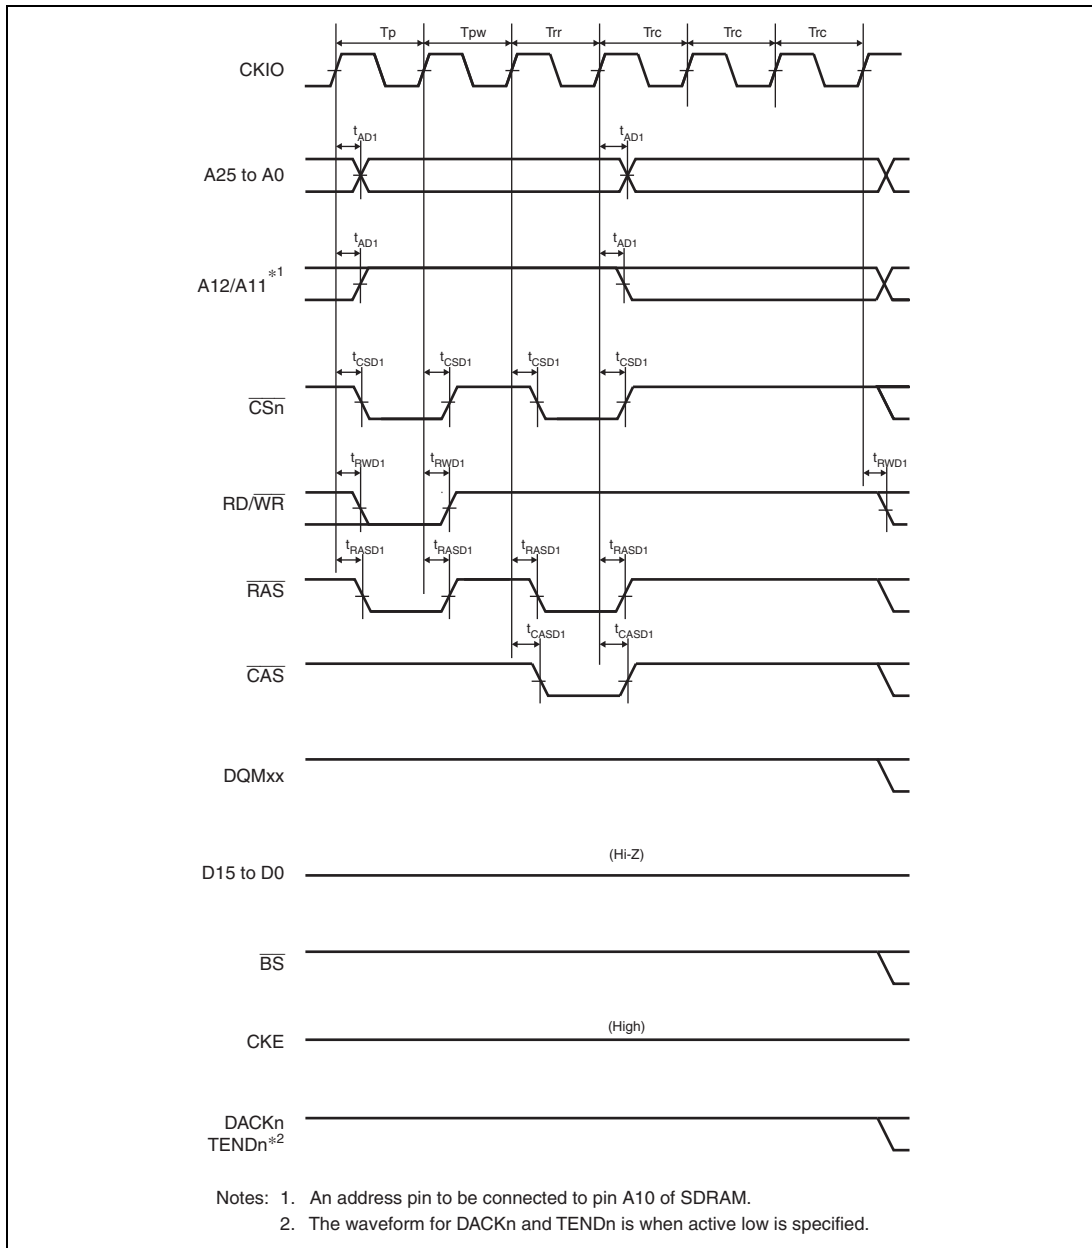 Tp Tpw Trr Trc Trc Trc
CKIO
tAD1 tAD1
A25 to A0
tAD1 tAD1
A12/A11*1
tCSD1 tCSD1 tCSD1 tCSD1
CSn
tRWD1 tRWD1 tRWD1
RD/WR
tRASD1 tRASD1 tRASD1 tRASD1
RAS
tCASD1 tCASD1
CAS
DQMxx
(Hi-Z)
D15 to D0
BS
(High)
CKE
DACKn
TENDn*2
Notes: 1. An address pin to be connected to pin A10 of SDRAM.
2. The waveform for DACKn and TENDn is when active low is specified.